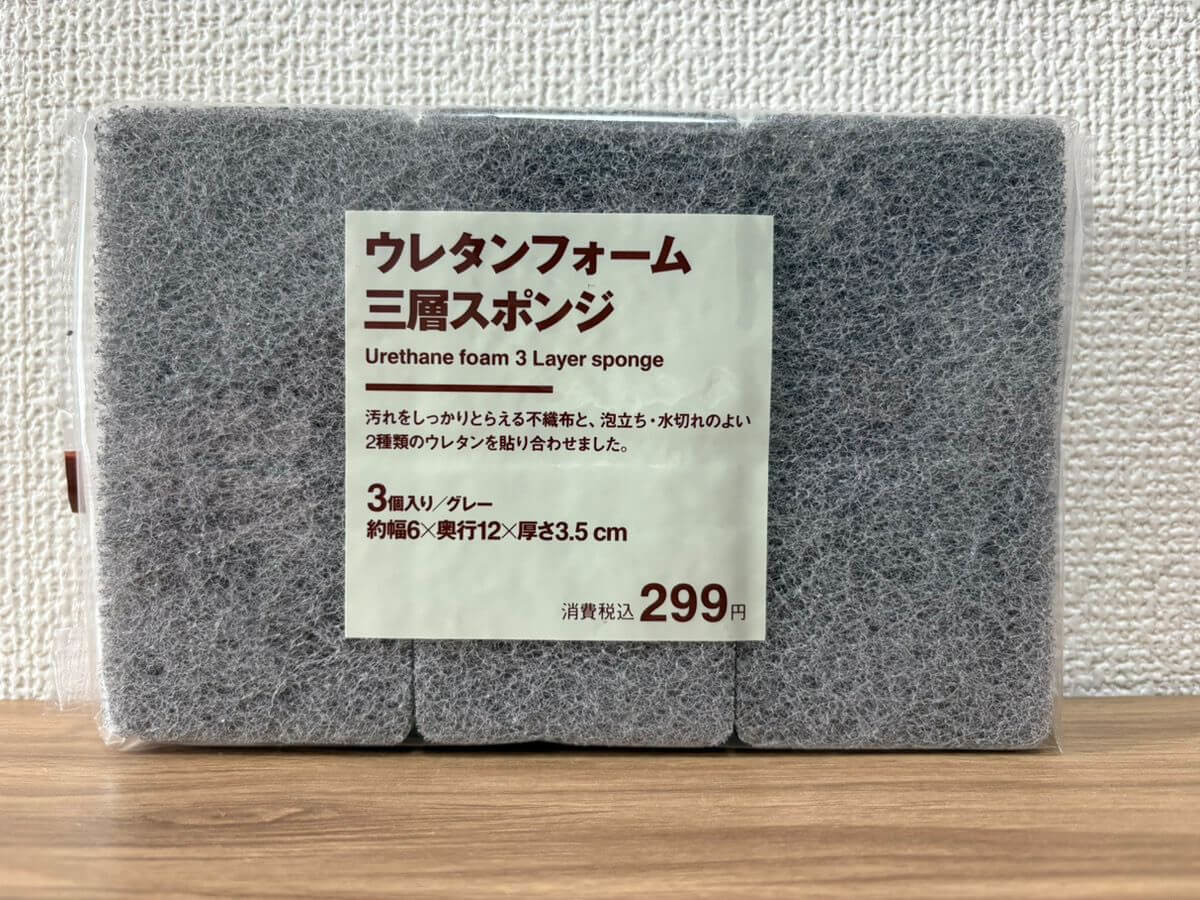 ウレタンフォーム
三層スポンジ
Urethane foam 3 Layer sponge
汚れをしっかりとらえる不織布と、泡立ち・水切れのよい
2種類のウレタンを貼り合わせました。
3個入り/グレー
約幅6×奥行12×厚さ3.5 cm
消費税込299円